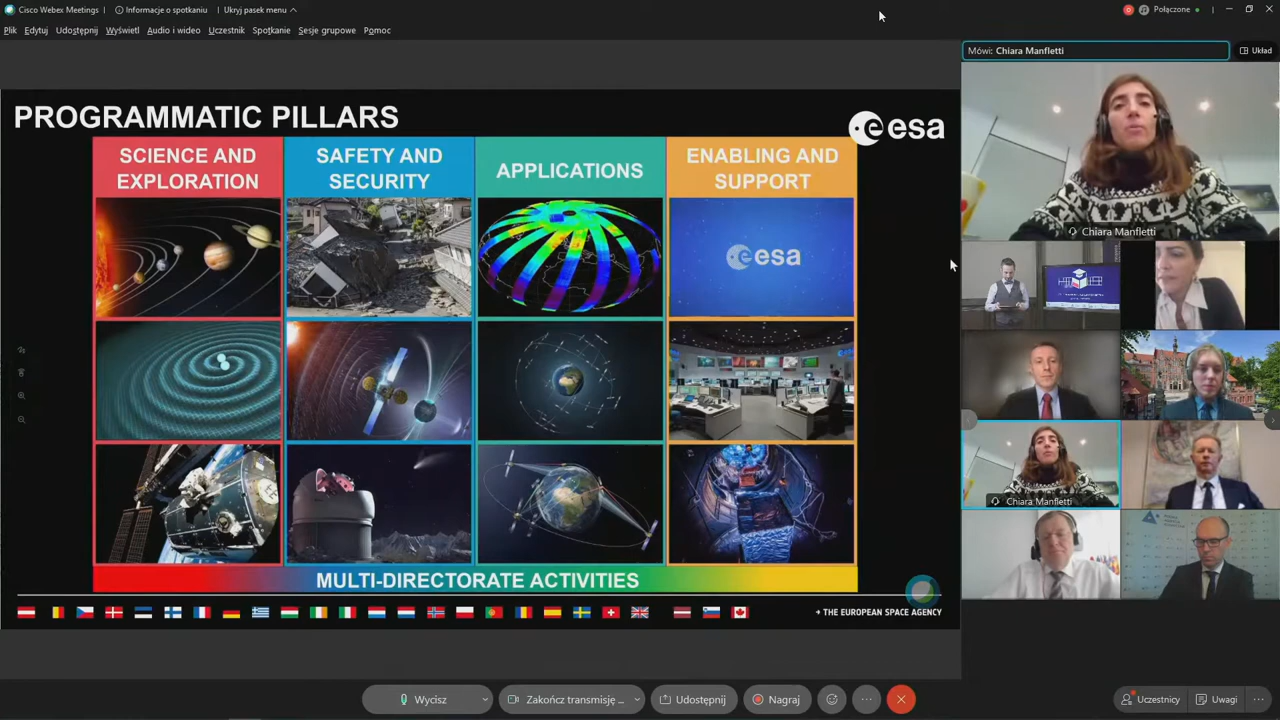 Cisco Webex Meetings
Informacje o spotkaniu
Ukryj pasek menu
Połączone
Plik
Edytuj
Udostępnij
Wyświetl
Audio i wideo
Uczestnik
Spotkanie
Sesje grupowe
Pomoc
Mówi: Chiara Manfletti
Układ
PROGRAMMATIC PILLARS
esa
SCIENCE AND
EXPLORATION
SAFETY AND
SECURITY
APPLICATIONS
ENABLING AND
SUPPORT
esa
MULTI-DIRECTORATE ACTIVITIES
→ THE EUROPEAN SPACE AGENCY
Chiara Manfletti
Chiara Manfletti
Wycisz
Zakończ transmisję ...
Udostępnij
Nagraj
Uczestnicy
Uwagi